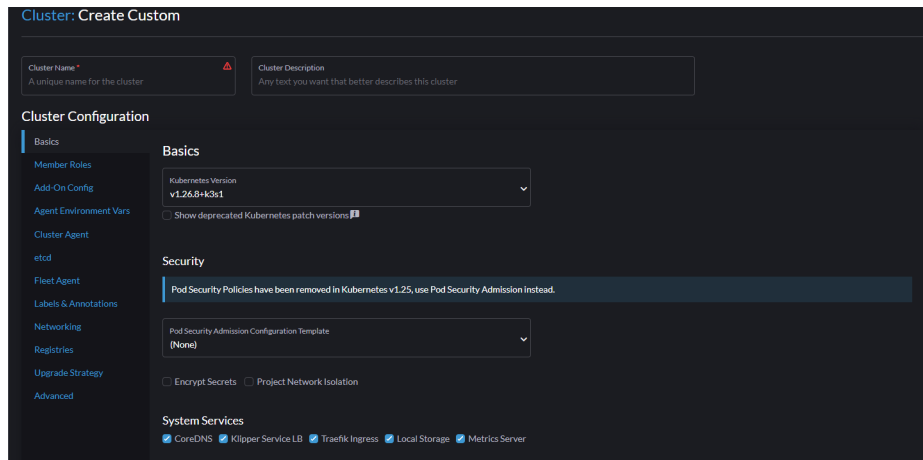 Cluster: Create Custom
Cluster Name *
A unique name for the cluster
Cluster Description
Any text you want that better describes this cluster
Cluster Configuration
Basics
Member Roles
Add-On Config
Agent Environment Vars
Cluster Agent
etcd
Fleet Agent
Labels & Annotations
Networking
Registries
Upgrade Strategy
Advanced
Basics
Kubernetes Version
v1.26.8+k3s1
Show deprecated Kubernetes patch versions
Security
Pod Security Policies have been removed in Kubernetes v1.25, use Pod Security Admission instead.
Pod Security Admission Configuration Template
(None)
Encrypt Secrets Project Network Isolation
System Services
CoreDNS Klipper Service LB Traefik Ingress Local Storage Metrics Server